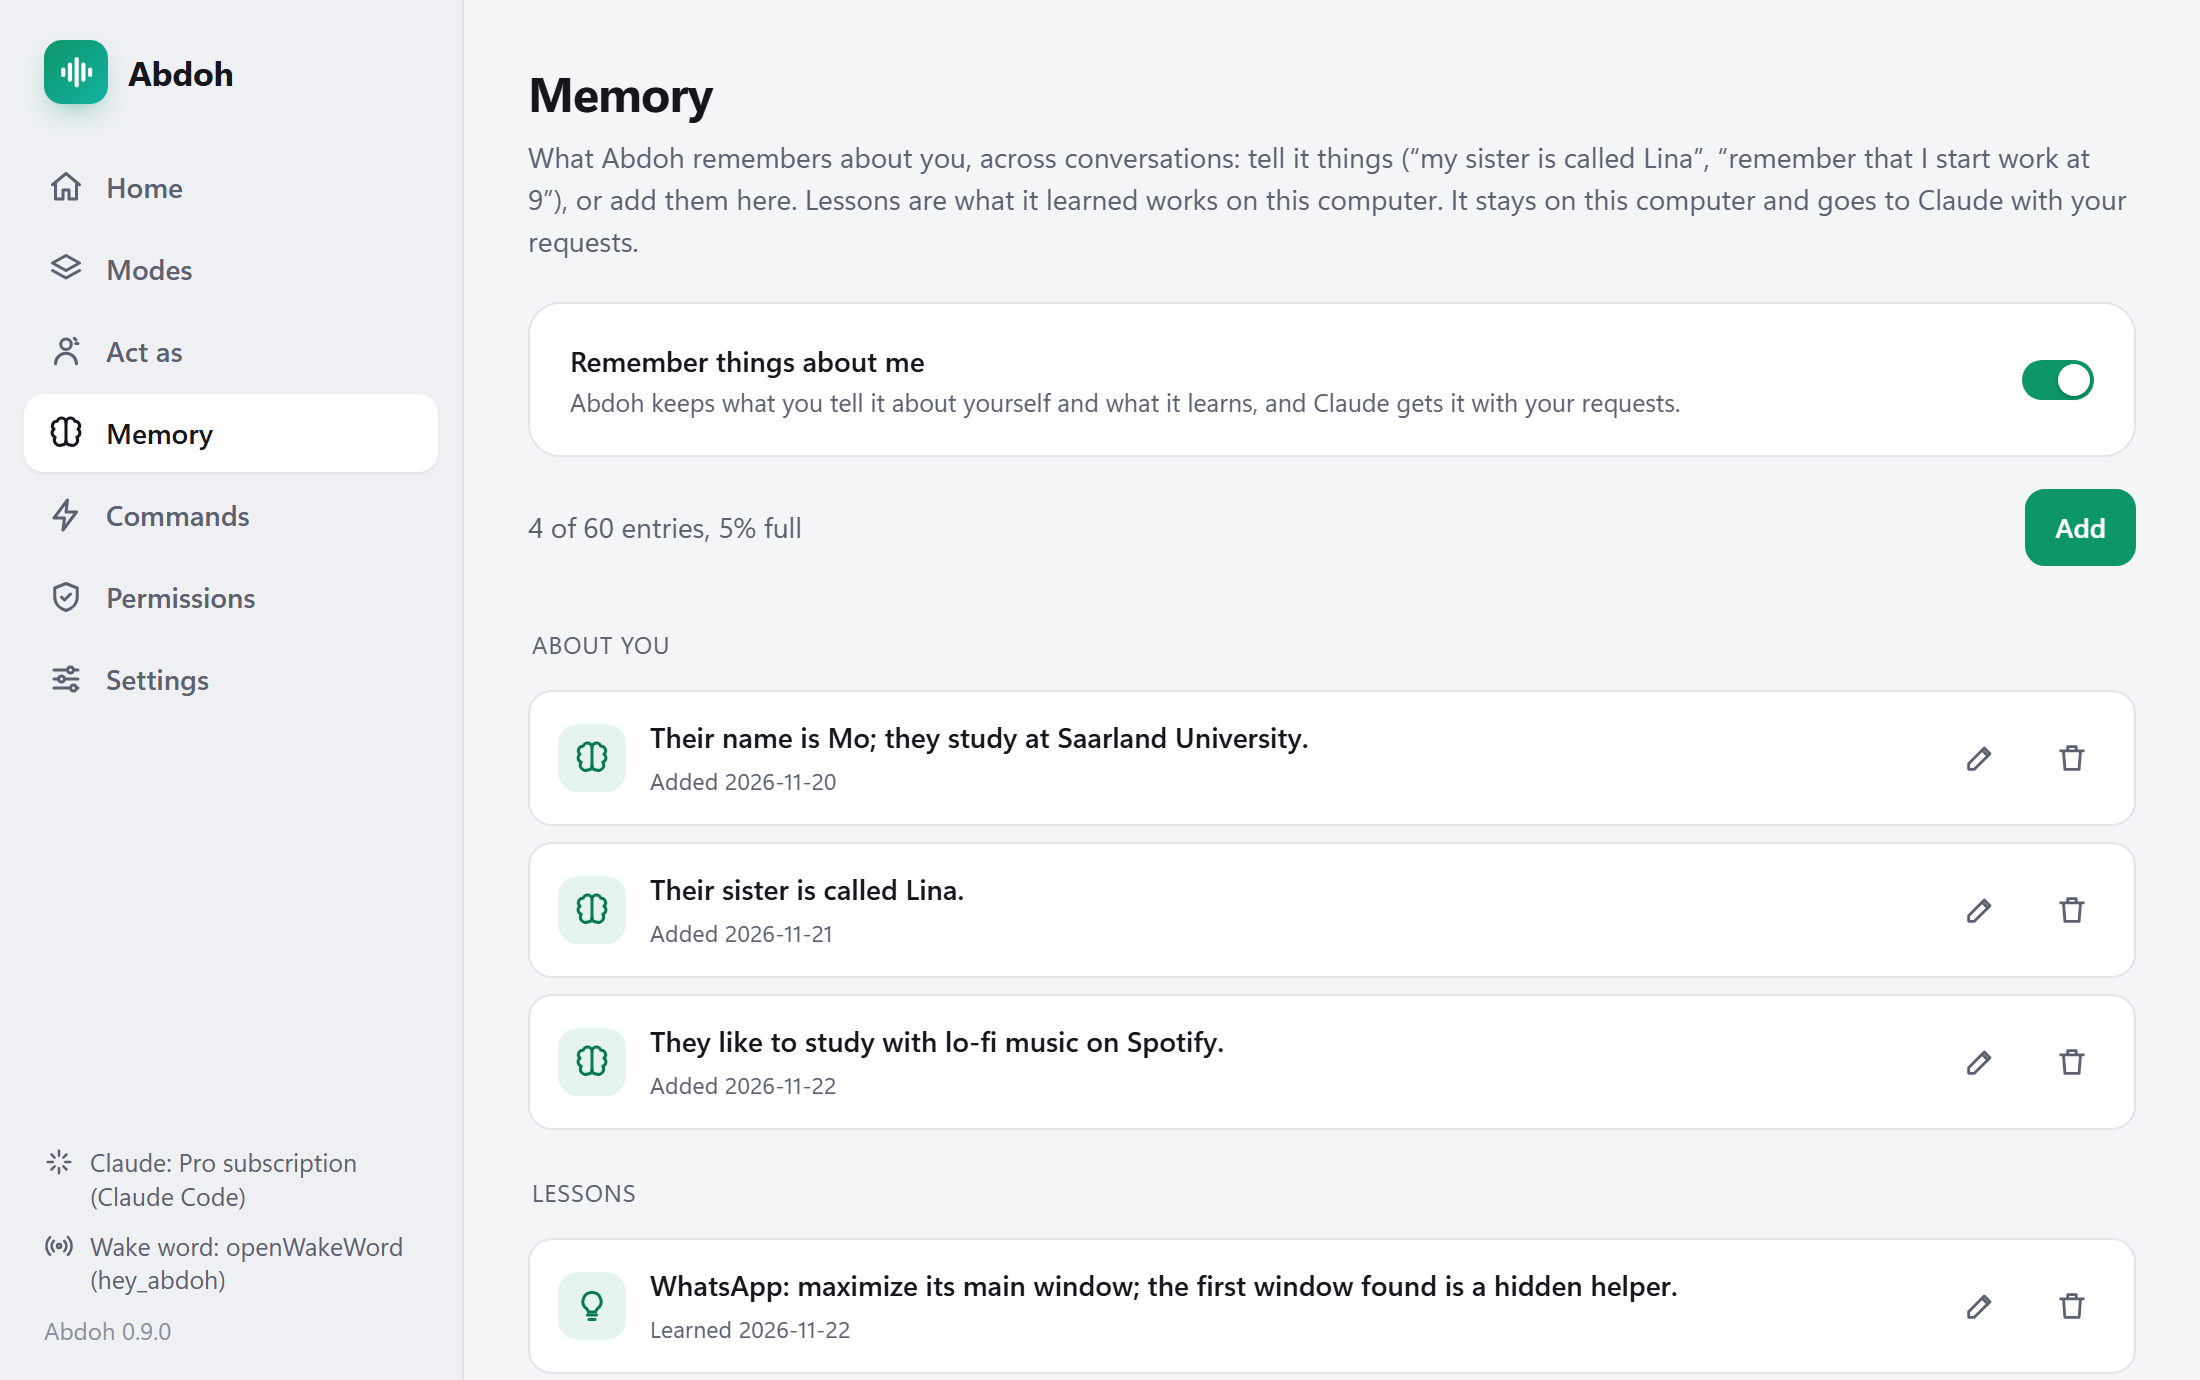 Abdoh
Home
Modes
Act as
Memory
Commands
Permissions
Settings
Claude: Pro subscription
(Claude Code)
Wake word: openWakeWord
(hey_abdoh)
Abdoh 0.9.0
Memory
What Abdoh remembers about you, across conversations: tell it things (“my sister is called Lina”, “remember that I start work at
9”), or add them here. Lessons are what it learned works on this computer. It stays on this computer and goes to Claude with your
requests.
Remember things about me
Abdoh keeps what you tell it about yourself and what it learns, and Claude gets it with your requests.
4 of 60 entries, 5% full
Add
ABOUT YOU
Their name is Mo; they study at Saarland University.
Added 2026-11-20
Their sister is called Lina.
Added 2026-11-21
They like to study with lo-fi music on Spotify.
Added 2026-11-22
LESSONS
WhatsApp: maximize its main window; the first window found is a hidden helper.
Learned 2026-11-22